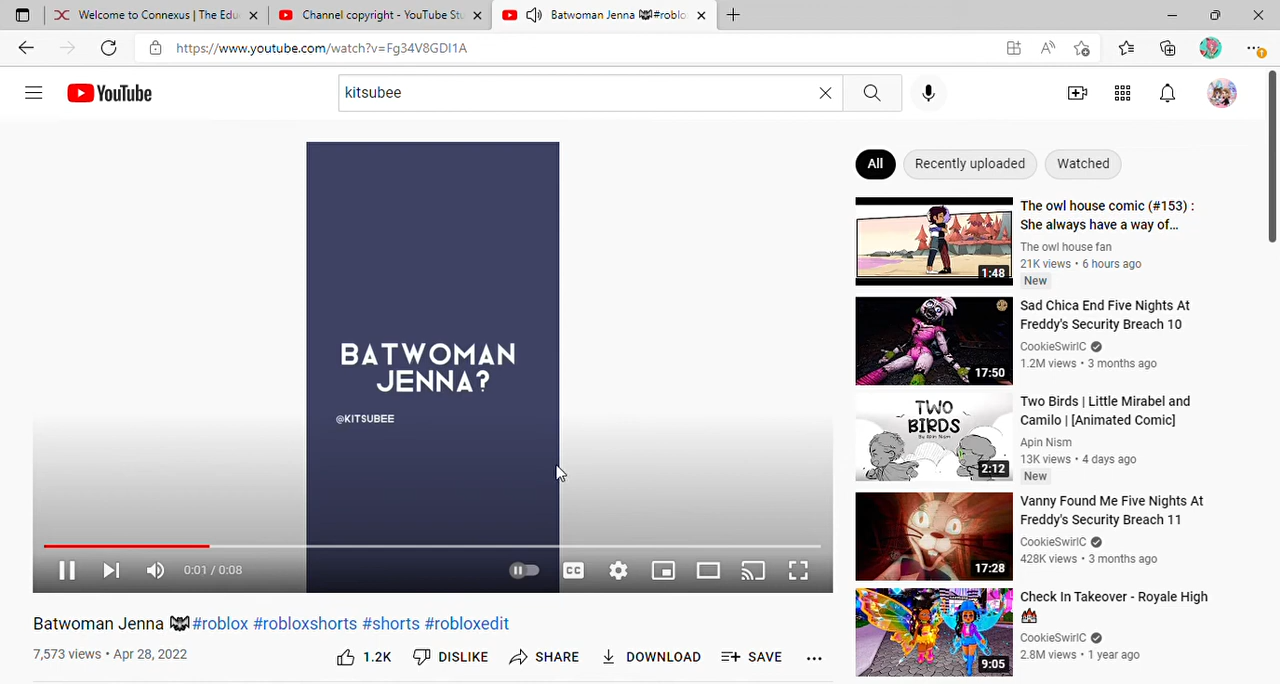 Welcome to Connexus | The Edu
Channel copyright - YouTube Stu
Batwoman Jenna 🦇#roblo
https://www.youtube.com/watch?v=Fg34V8GDI1A
YouTube
kitsubee
BATWOMAN
JENNA?
@KITSUBEE
0:01 / 0:08
CC
Batwoman Jenna 🦇#roblox #robloxshorts #shorts #robloxedit
7,573 views • Apr 28, 2022
1.2K
DISLIKE
SHARE
DOWNLOAD
SAVE
All
Recently uploaded
Watched
The owl house comic (#153) :
She always have a way of…
The owl house fan
21K views • 6 hours ago
New
1:48
Sad Chica End Five Nights At
Freddy's Security Breach 10
CookieSwirlC
1.2M views • 3 months ago
17:50
TWO
BIRDS
By Apin Nism
2:12
Two Birds | Little Mirabel and
Camilo | [Animated Comic]
Apin Nism
13K views • 4 days ago
New
Vanny Found Me Five Nights At
Freddy's Security Breach 11
CookieSwirlC
428K views • 3 months ago
17:28
Check In Takeover - Royale High
🏰
CookieSwirlC
2.8M views • 1 year ago
9:05